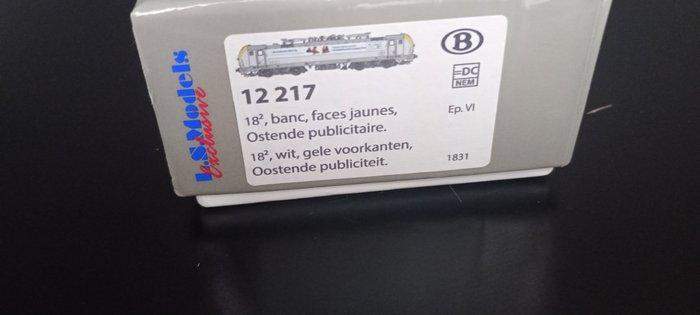 L.S.Models
Exclusive
12 217
18², banc, faces jaunes,
Ostende publicitaire.
18², wit, gele voorkanten,
Oostende publiciteit.
B
=DC
NEM
Ep. VI
1831